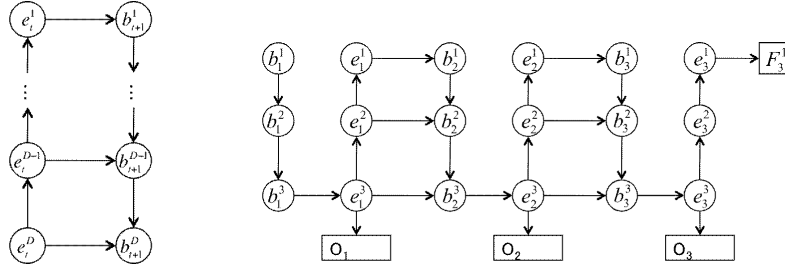 e_t^1 b_{t+1}^1
⋮ ⋮
e_t^{D-1} b_{t+1}^{D-1}
e_t^D b_{t+1}^D
b_1^1 e_1^1 b_2^1 e_2^1 b_3^1 e_3^1 F_3^1
b_1^2 e_1^2 b_2^2 e_2^2 b_3^2 e_3^2
b_1^3 e_1^3 b_2^3 e_2^3 b_3^3 e_3^3
O_1 O_2 O_3